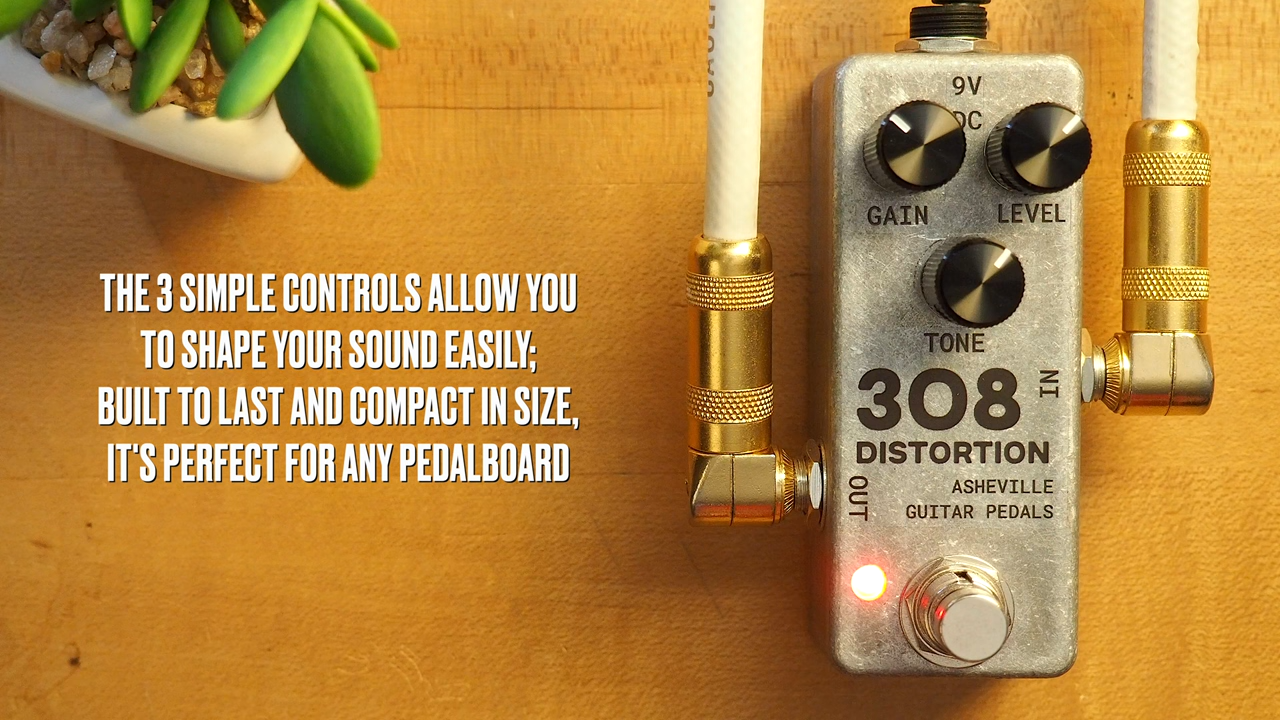 THE 3 SIMPLE CONTROLS ALLOW YOU
TO SHAPE YOUR SOUND EASILY;
BUILT TO LAST AND COMPACT IN SIZE,
IT'S PERFECT FOR ANY PEDALBOARD
9V
DC
GAIN
LEVEL
TONE
IN
308
DISTORTION
OUT
ASHEVILLE
GUITAR PEDALS